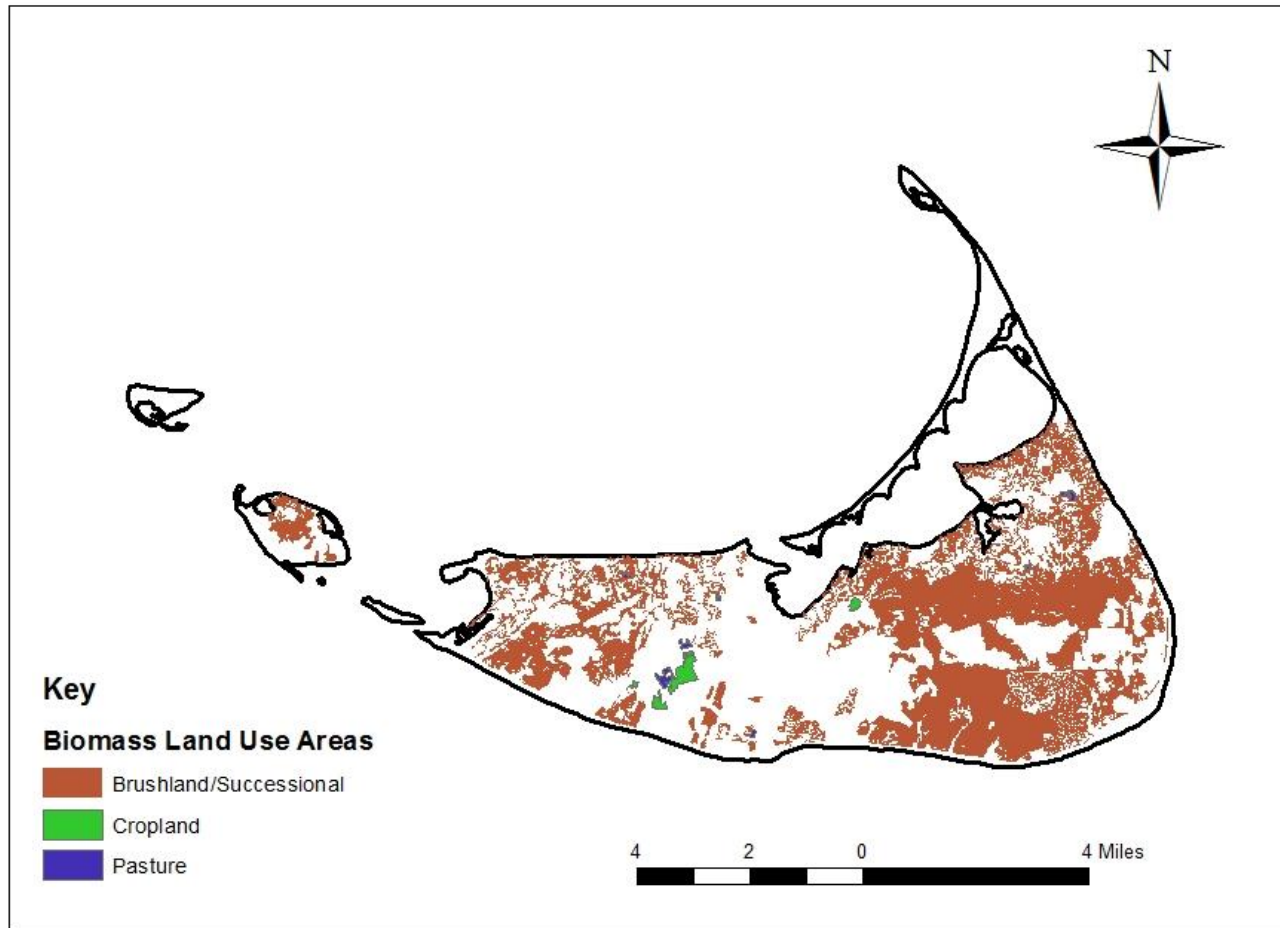 N
Key
Biomass Land Use Areas
Brushland/Successional
Cropland
Pasture
4 2 0 4 Miles